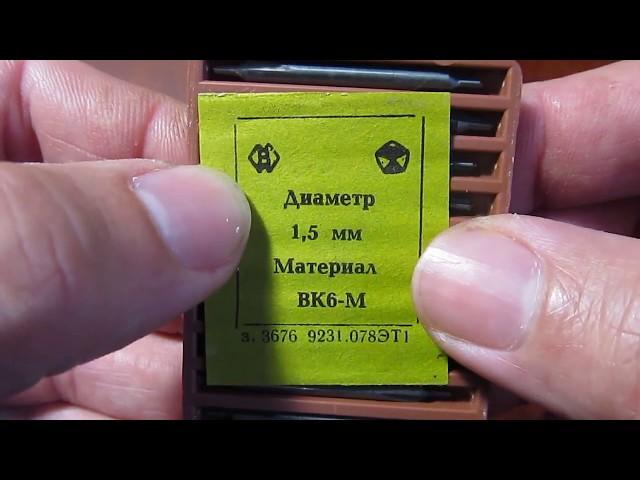 Диаметр
1,5 мм
Материал
ВК6-М
з. 3676 9231.078ЭТ1